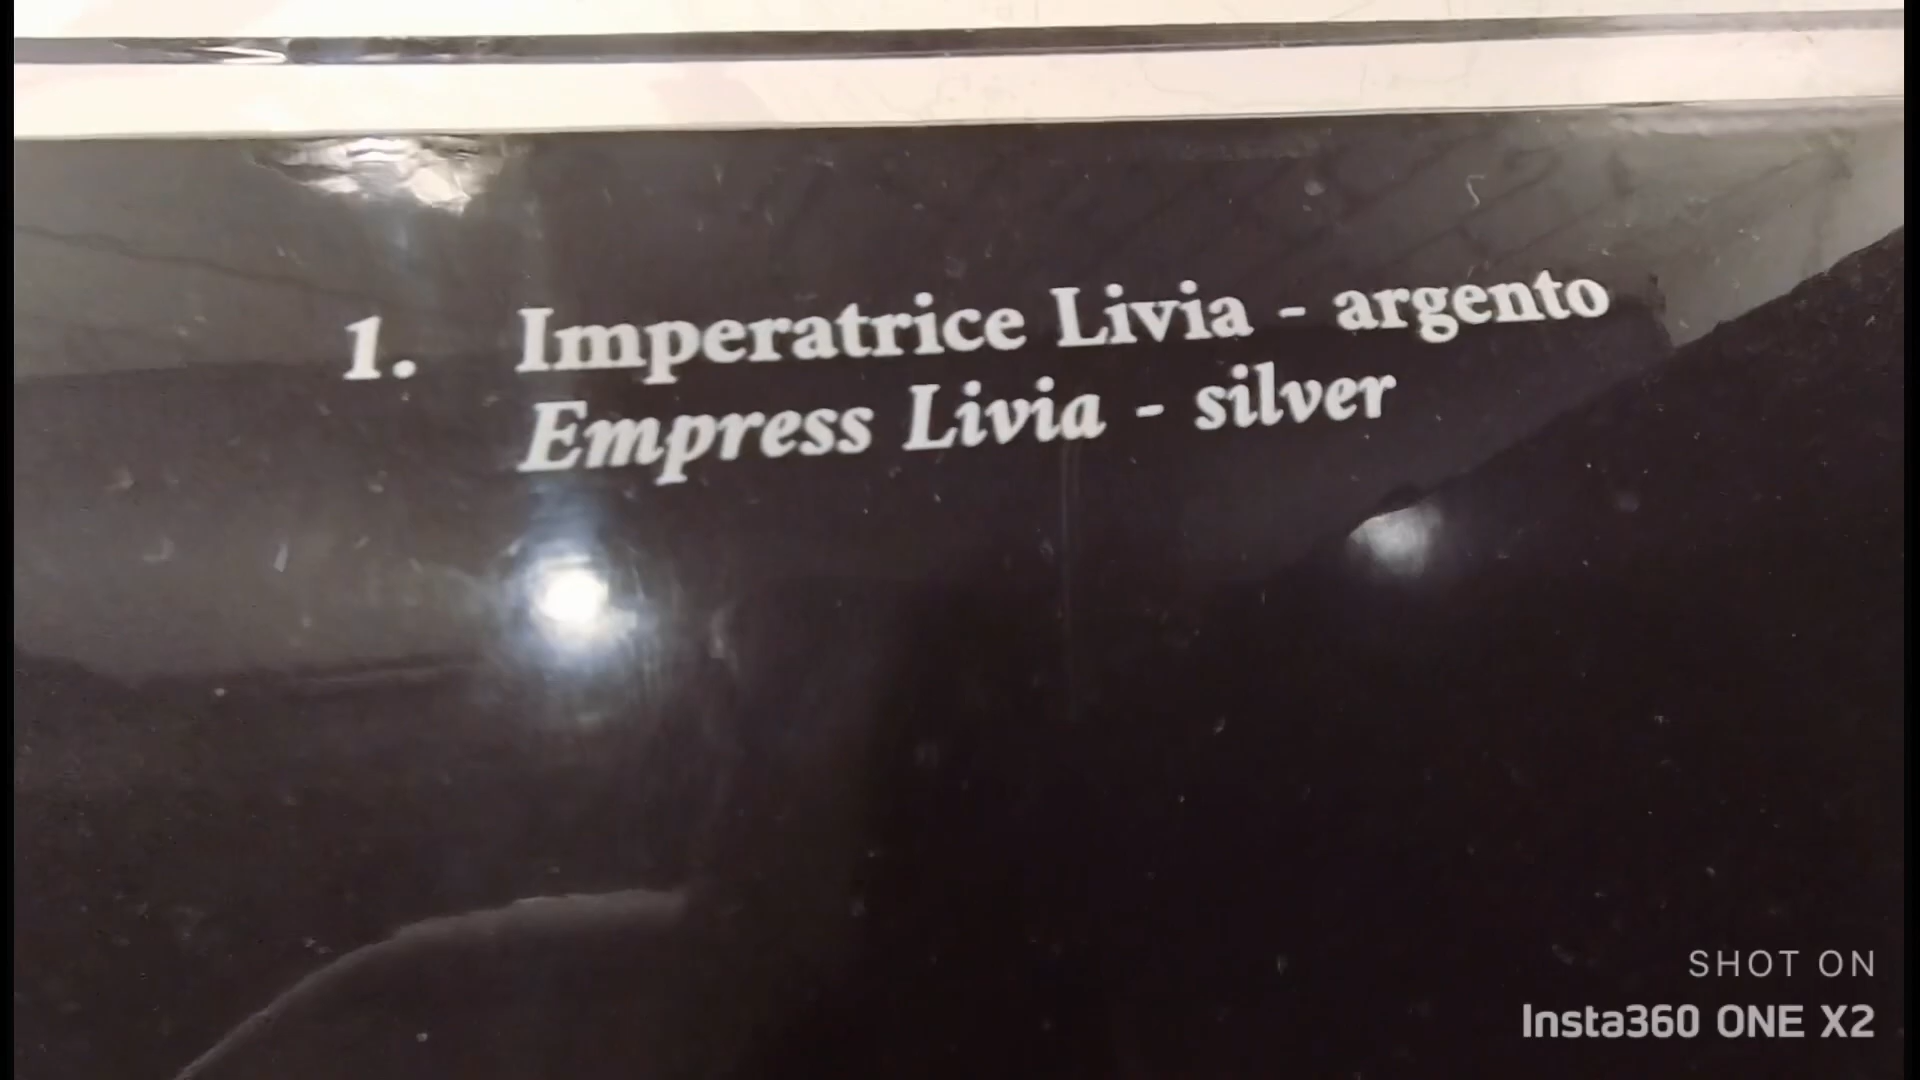 1. Imperatrice Livia - argento
Empress Livia - silver
SHOT ON
Insta360 ONE X2